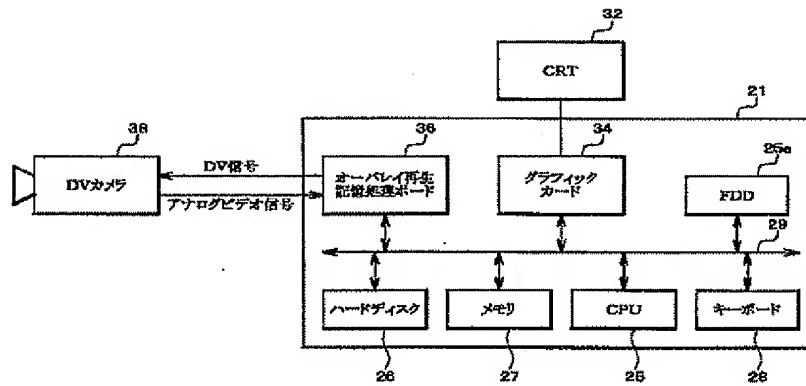 32
CRT
21
38
36
34
25a
DVカメラ
DV信号
アナログビデオ信号
オーバレイ再生
記憶処理ボード
グラフィック
カード
FDD
29
ハードディスク
メモリ
CPU
キーボード
26
27
25
28